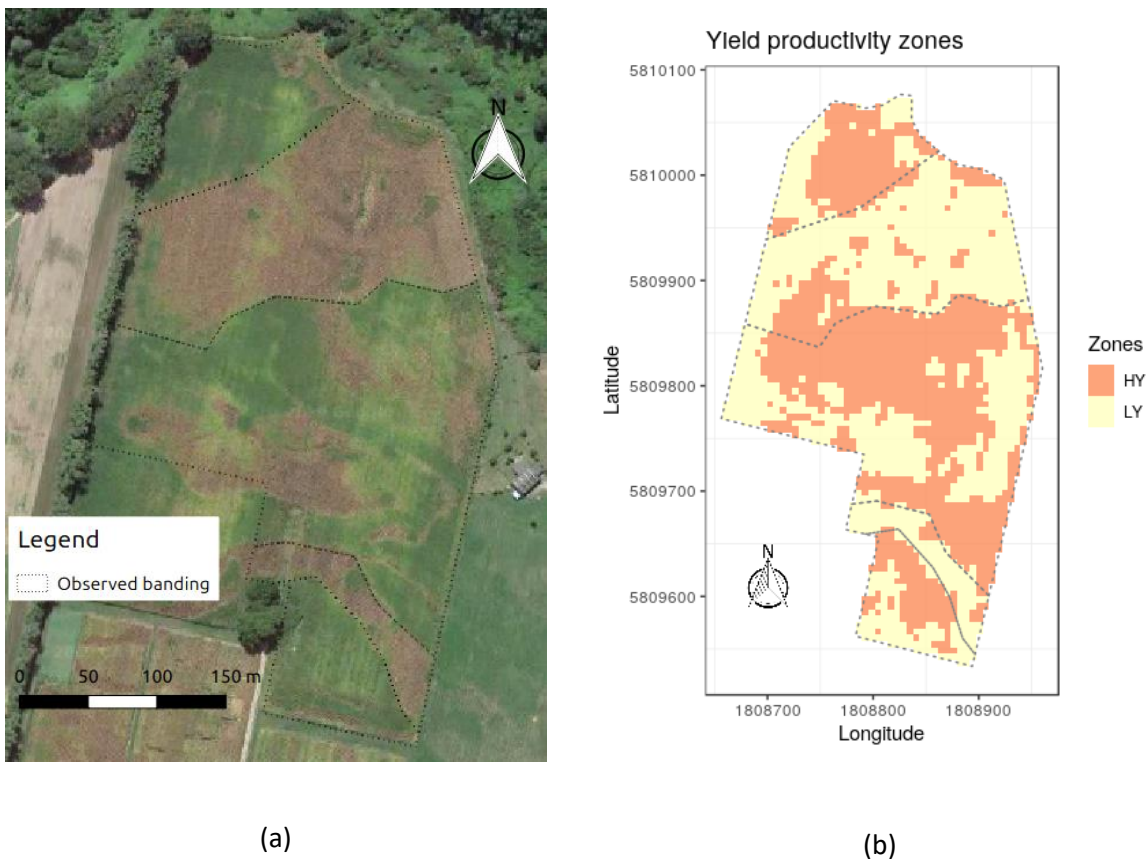 N
Legend
Observed banding
0 50 100 150 m
(a)
Yield productivity zones
5810100
5810000
5809900
5809800
5809700
5809600
Latitude
N
1808700 1808800 1808900
Longitude
Zones
HY
LY
(b)